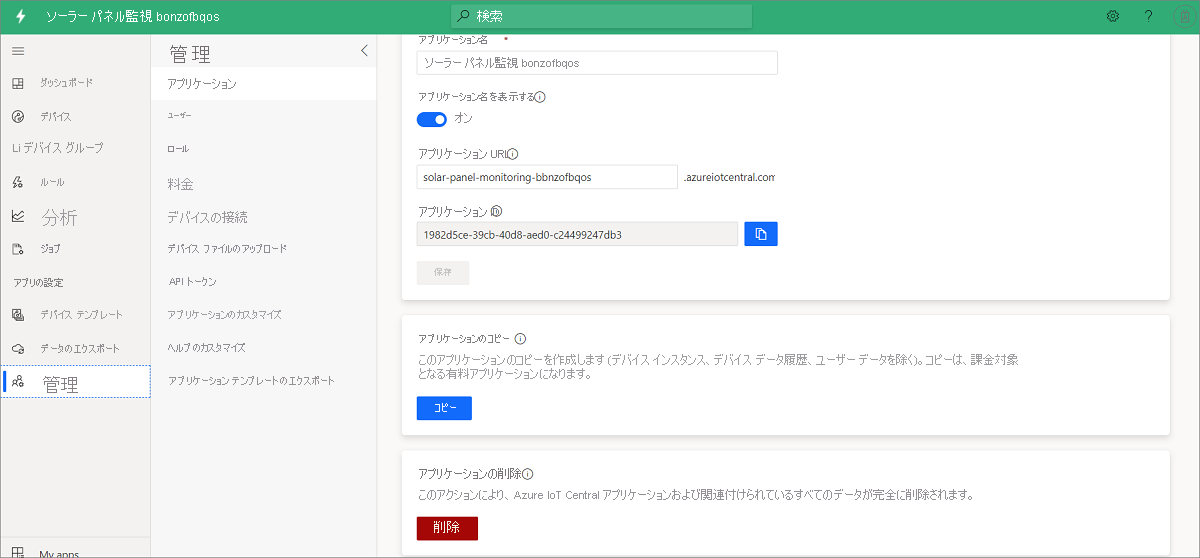 ソーラー パネル監視 bonzofbqos
検索
?
ダッシュボード
デバイス
Li デバイス グループ
ルール
分析
ジョブ
アプリの設定
デバイス テンプレート
データのエクスポート
管理
My apps
管理
アプリケーション
ユーザー
ロール
料金
デバイスの接続
デバイス ファイルのアップロード
API トークン
アプリケーションのカスタマイズ
ヘルプのカスタマイズ
アプリケーション テンプレートのエクスポート
アプリケーション名 *
ソーラー パネル監視 bonzofbqos
アプリケーション名を表示する
オン
アプリケーション URL
solar-panel-monitoring-bbnzofbqos .azureiotcentral.com
アプリケーション
1982d5ce-39cb-40d8-aed0-c24499247db3
保存
アプリケーションのコピー
このアプリケーションのコピーを作成します (デバイス インスタンス、デバイス データ履歴、ユーザー データを除く)。コピーは、課金対象
となる有料アプリケーションになります。
コピー
アプリケーションの削除
このアクションにより、Azure IoT Central アプリケーションおよび関連付けられているすべてのデータが完全に削除されます。
削除